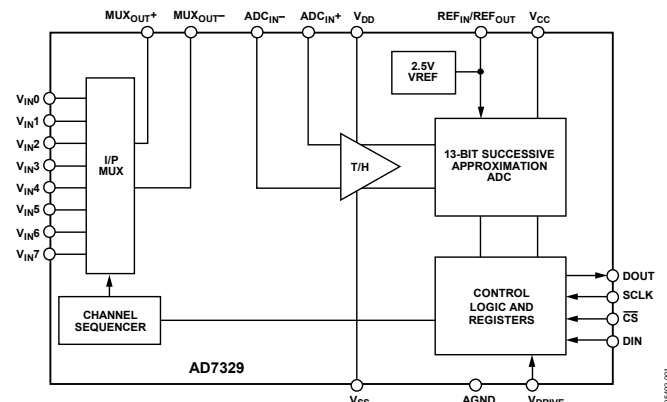 MUXOUT+ MUXOUT– ADCIN– ADCIN+ VDD REFIN/REFOUT VCC
2.5V
VREF
VIN0
VIN1
VIN2
VIN3
VIN4
VIN5
VIN6
VIN7
I/P
MUX
T/H
13-BIT SUCCESSIVE
APPROXIMATION
ADC
CHANNEL
SEQUENCER
CONTROL
LOGIC AND
REGISTERS
DOUT
SCLK
CS
DIN
AD7329
VSS AGND VDRIVE